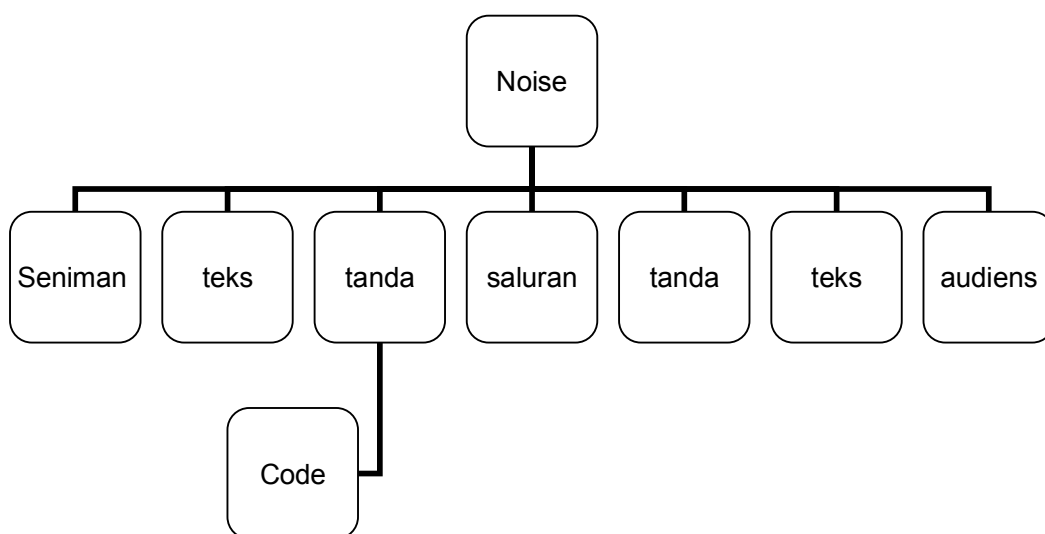 Noise
Seniman
teks
tanda
saluran
tanda
teks
audiens
Code